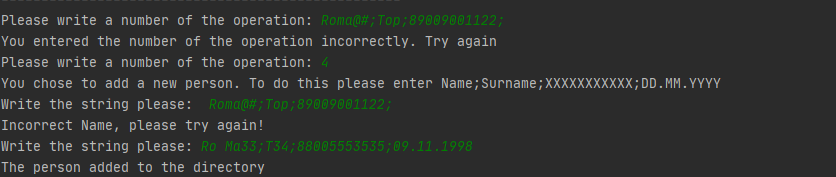 Please write a number of the operation: Roma@#;Top;89009001122;
You entered the number of the operation incorrectly. Try again
Please write a number of the operation: 4
You chose to add a new person. To do this please enter Name;Surname;XXXXXXXXXXX;DD.MM.YYYY
Write the string please:  Roma@#;Top;89009001122;
Incorrect Name, please try again!
Write the string please: Ro Ma33;T34;88005553535;09.11.1998
The person added to the directory